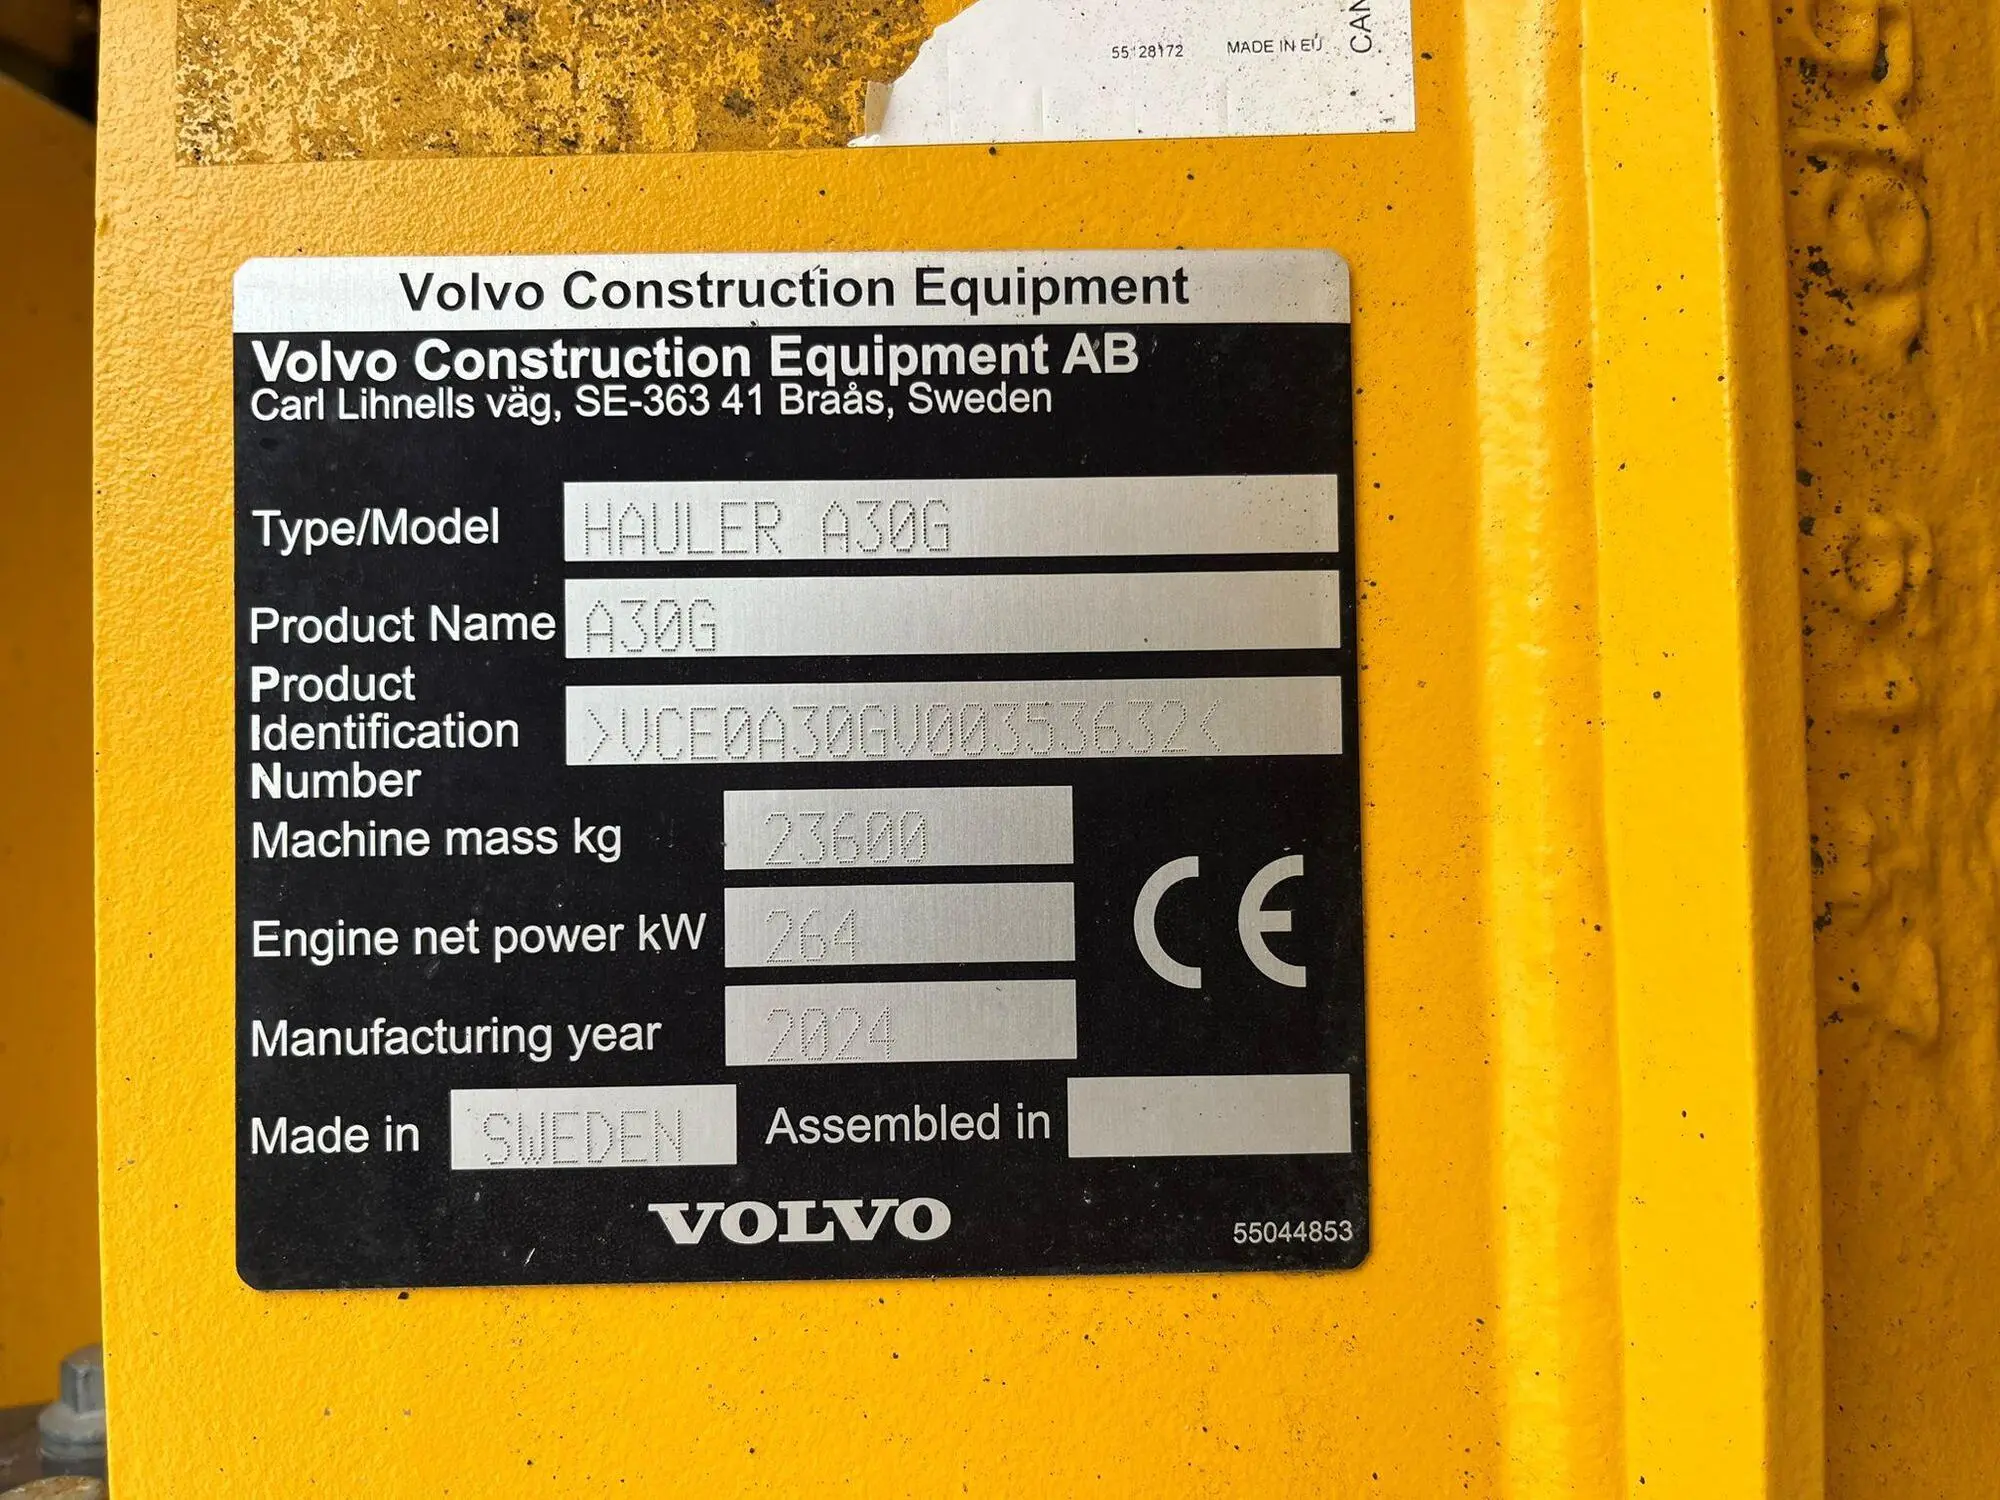 55128172 MADE IN EU
CAN
Volvo Construction Equipment
Volvo Construction Equipment AB
Carl Lihnells väg, SE-363 41 Braås, Sweden
Type/Model HAULER A30G
Product Name A30G
Product
Identification >VCE0A30GV00353632<
Number
Machine mass kg 23600
Engine net power kW 264
CE
Manufacturing year 2024
Made in SWEDEN Assembled in
VOLVO 55044853